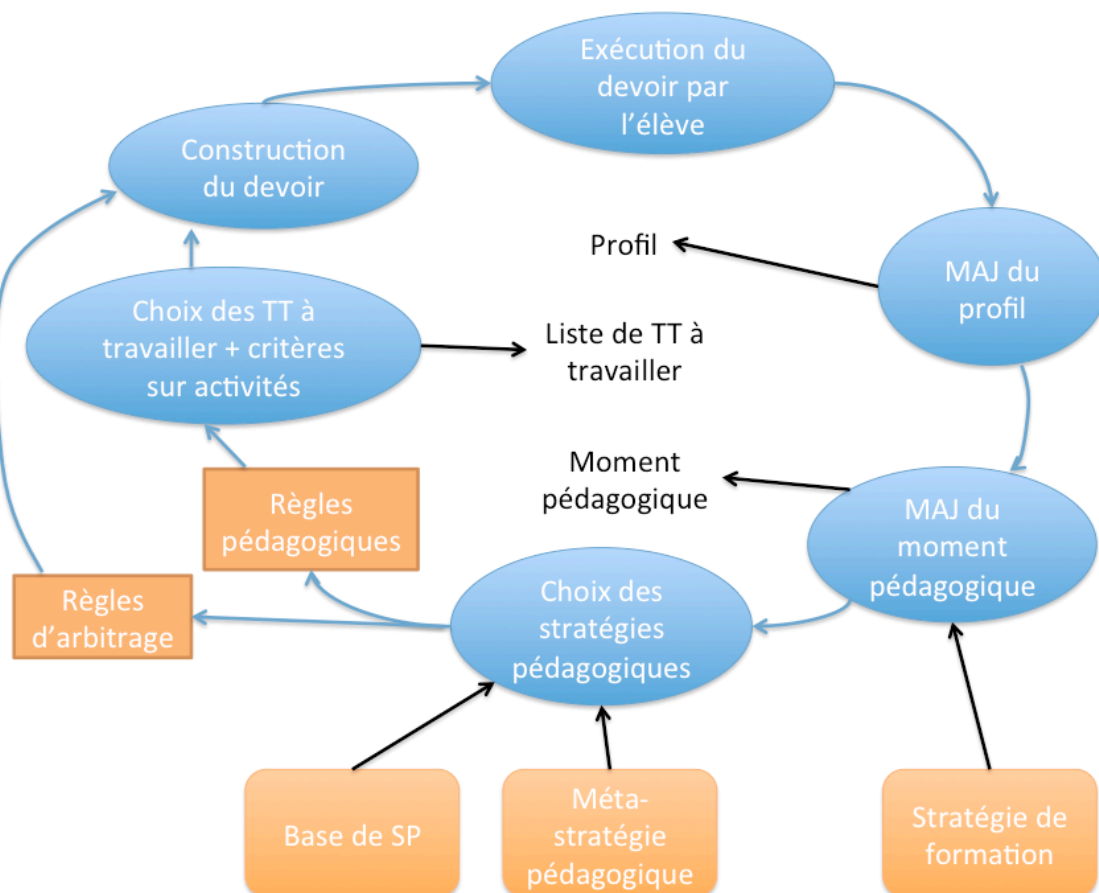 Exécution du
devoir par
l’élève
Construction
du devoir
Profil
MAJ du
profil
Choix des TT à
travailler + critères
sur activités
Liste de TT à
travailler
Moment
pédagogique
MAJ du
moment
pédagogique
Règles
pédagogiques
Règles
d’arbitrage
Choix des
stratégies
pédagogiques
Base de SP
Méta-
stratégie
pédagogique
Stratégie de
formation